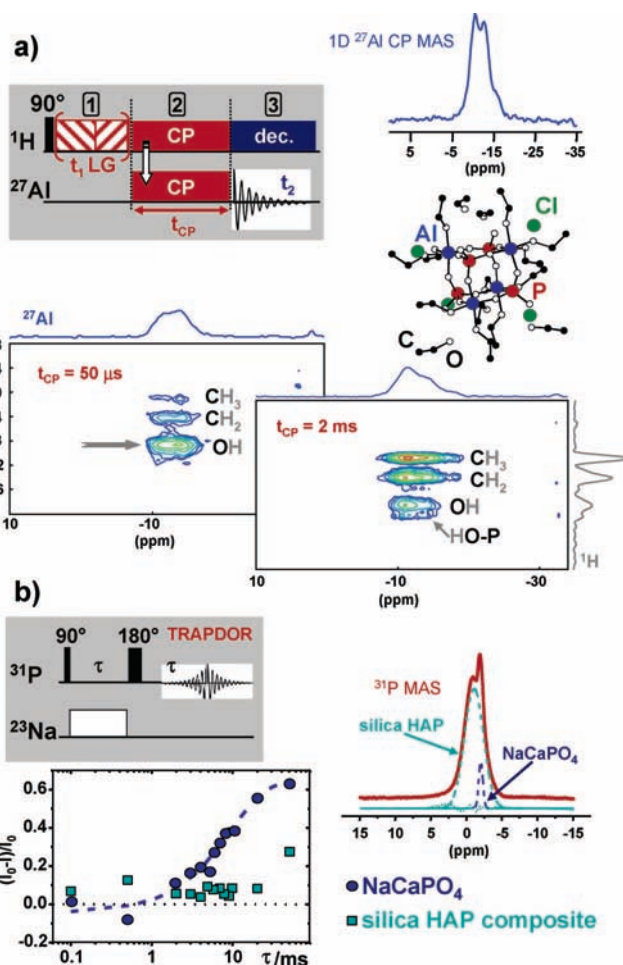 a)
1D ²⁷Al CP MAS
5 -5 -15 -25 -35
(ppm)
90° 1 2 3
¹H t₁ LG CP dec.
²⁷Al CP t₂
t_CP
Al Cl
P
C O
²⁷Al
t_CP = 50 µs
CH₃
CH₂
OH
10 -10
(ppm)
t_CP = 2 ms
CH₃
CH₂
OH
HO-P
10 -10 -30
(ppm)
¹H
b)
90° 180° TRAPDOR
³¹P τ τ
²³Na
³¹P MAS
silica HAP
NaCaPO₄
15 10 5 0 -5 -10 -15
(ppm)
(I₀-I)/I₀
0.6
0.4
0.2
0.0
-0.2
0.1 1 10 τ/ms
NaCaPO₄
silica HAP composite